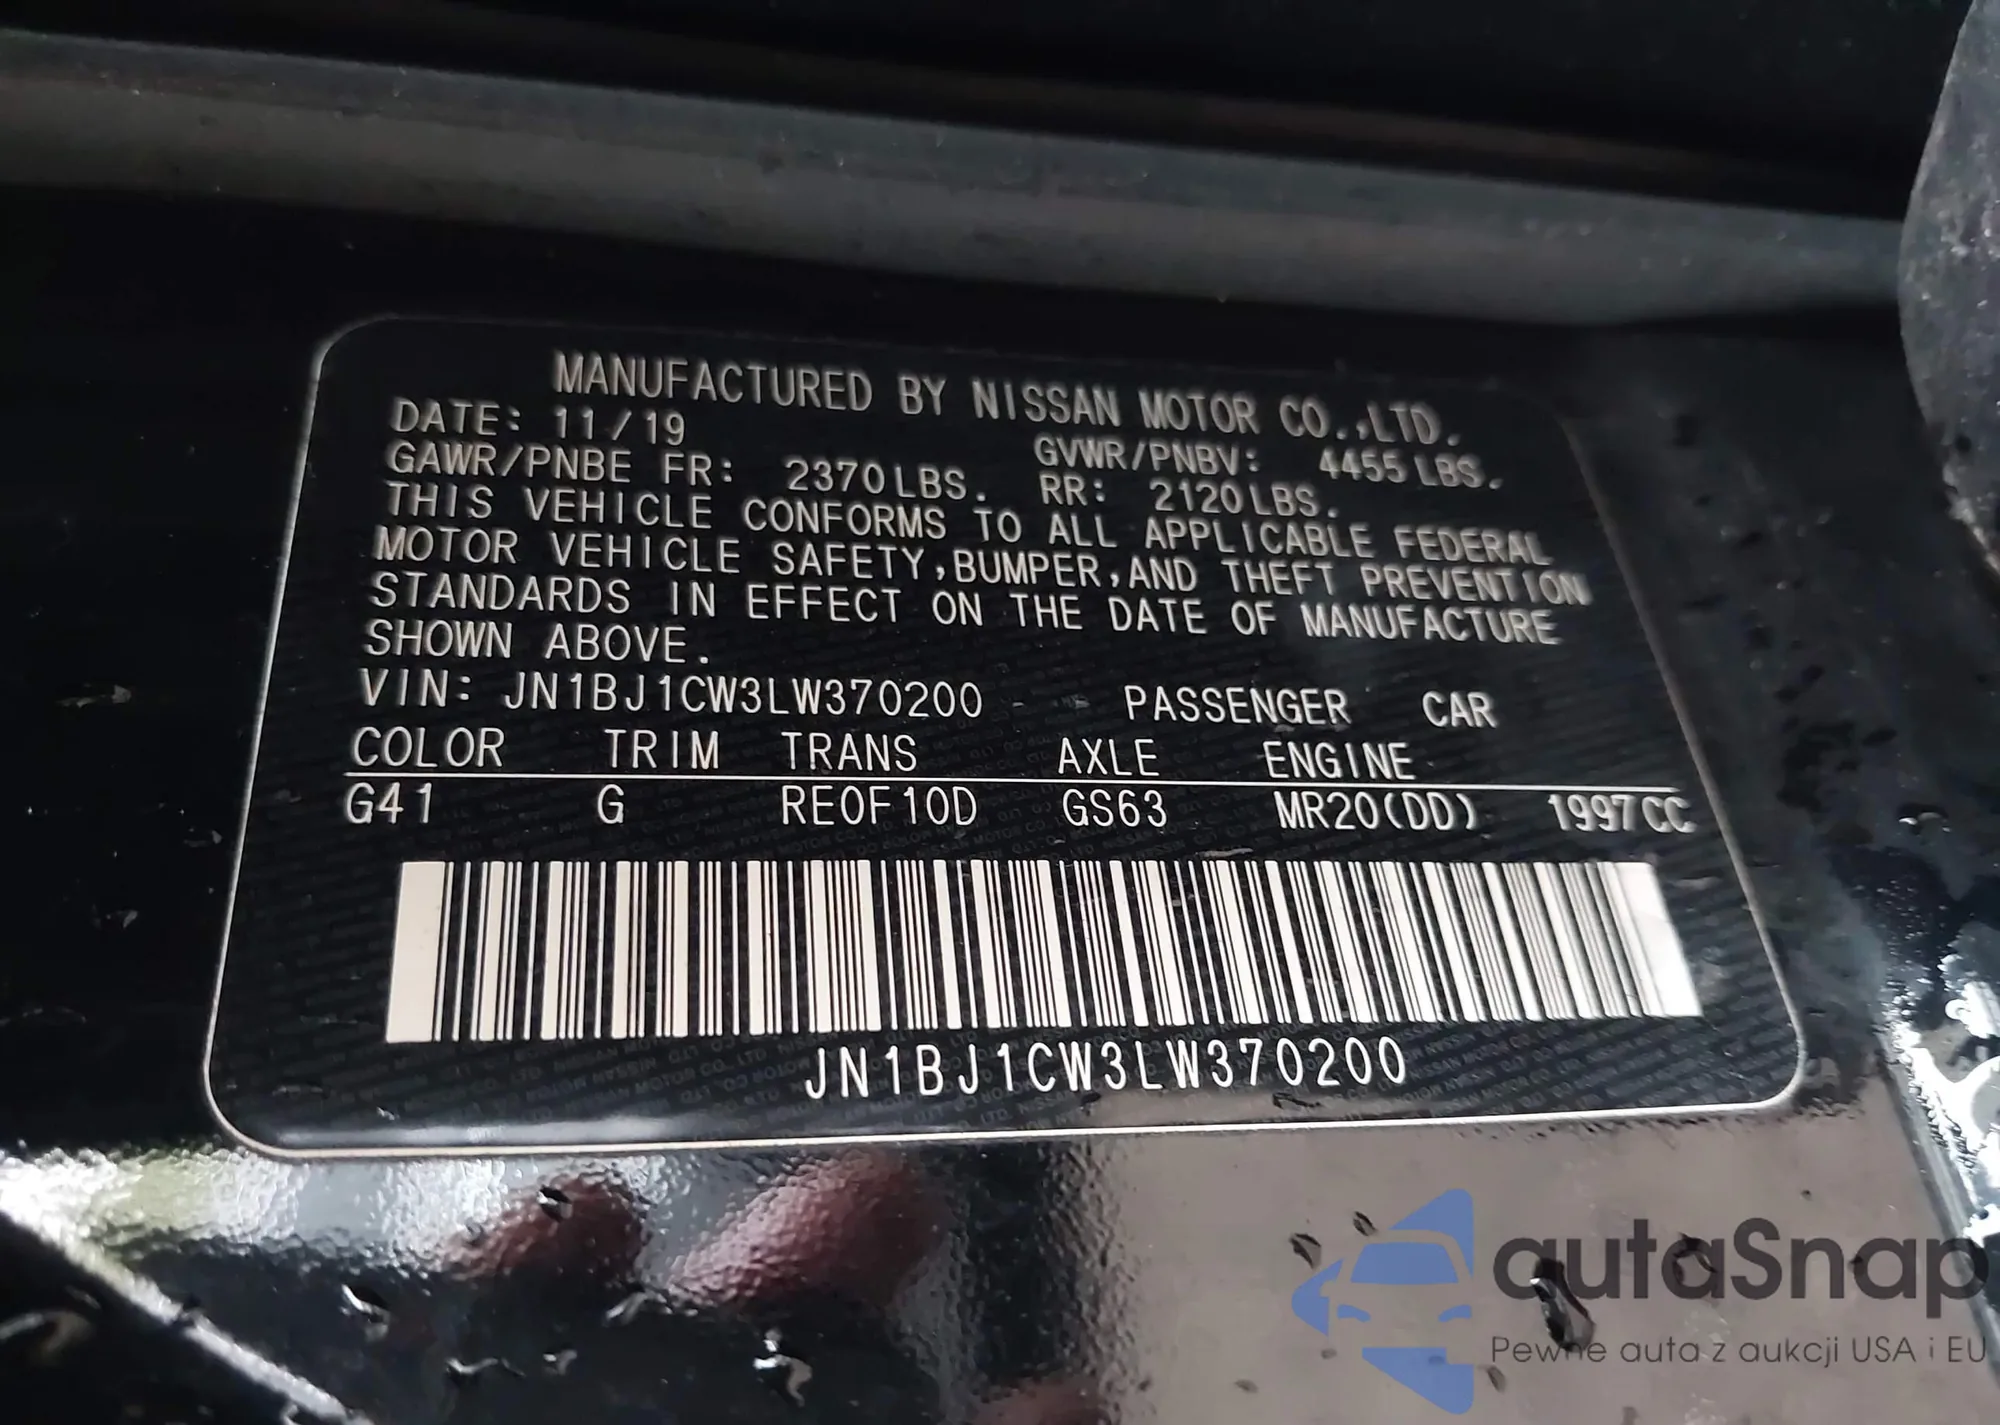 MANUFACTURED BY NISSAN MOTOR CO.,LTD.
DATE: 11/19 GVWR/PNBV: 4455 LBS.
GAWR/PNBE FR: 2370LBS. RR: 2120LBS.
THIS VEHICLE CONFORMS TO ALL APPLICABLE FEDERAL
MOTOR VEHICLE SAFETY,BUMPER,AND THEFT PREVENTION
STANDARDS IN EFFECT ON THE DATE OF MANUFACTURE
SHOWN ABOVE.
VIN: JN1BJ1CW3LW370200 PASSENGER CAR
COLOR TRIM TRANS AXLE ENGINE
G41 G RE0F10D GS63 MR20(DD) 1997CC
JN1BJ1CW3LW370200
autaSnap
Pewne auta z aukcji USA i EU